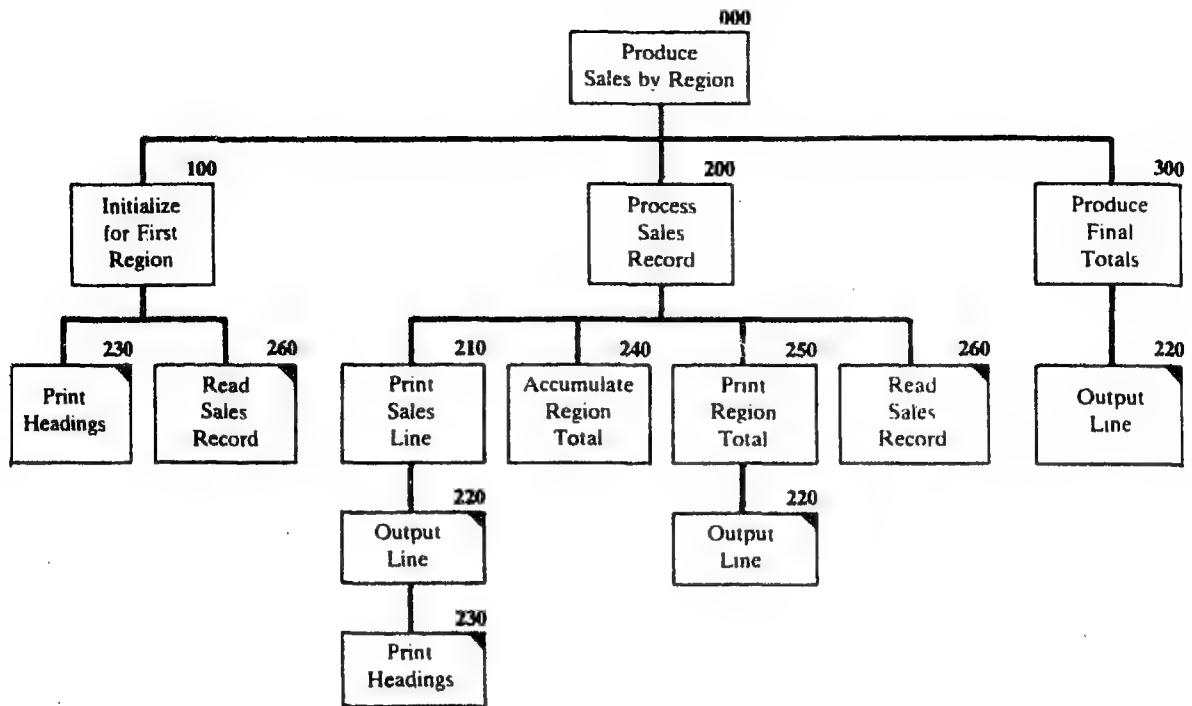 000
Produce
Sales by Region
100
200
300
Initialize
for First
Region
Process
Sales
Record
Produce
Final
Totals
230
260
210
240
250
260
220
Print
Headings
Read
Sales
Record
Print
Sales
Line
Accumulate
Region
Total
Print
Region
Total
Read
Sales
Record
Output
Line
220
220
Output
Line
Output
Line
230
Print
Headings